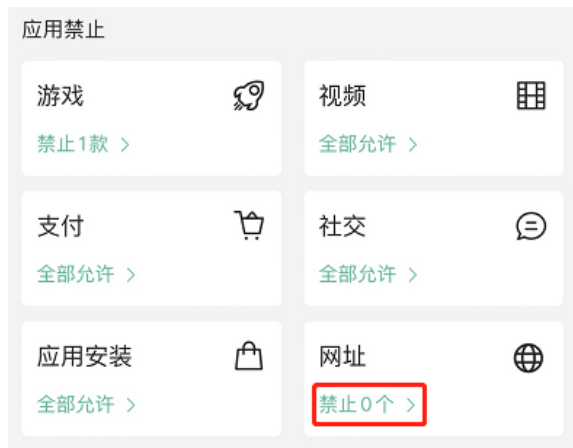 应用禁止
游戏
禁止1款 >
视频
全部允许 >
支付
全部允许 >
社交
全部允许 >
应用安装
全部允许 >
网址
禁止0个 >